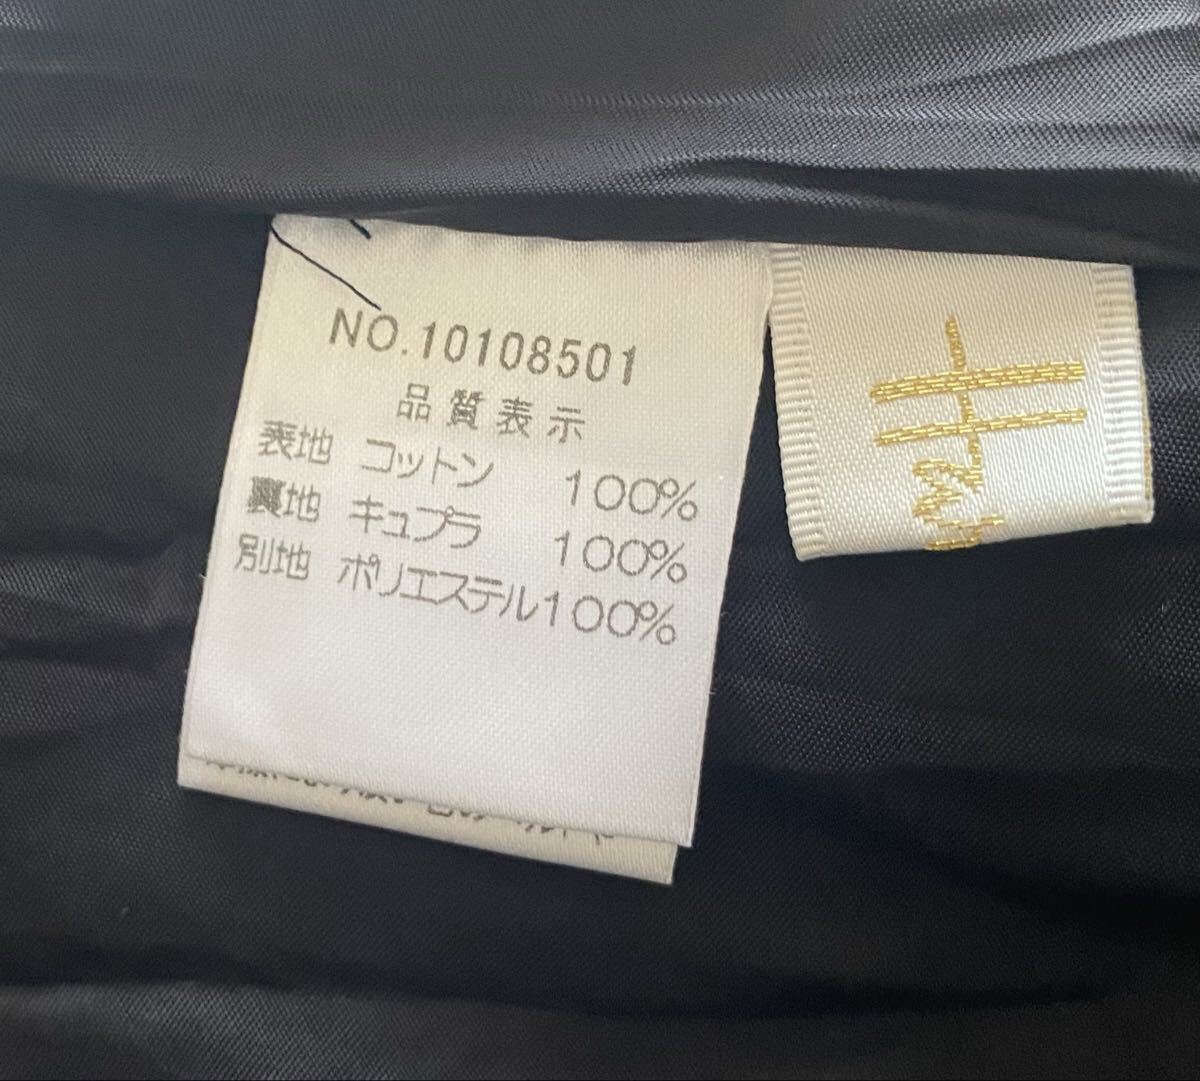 NO.10108501
品質表示
表地 コットン 100%
裏地 キュプラ 100%
別地 ポリエステル100%